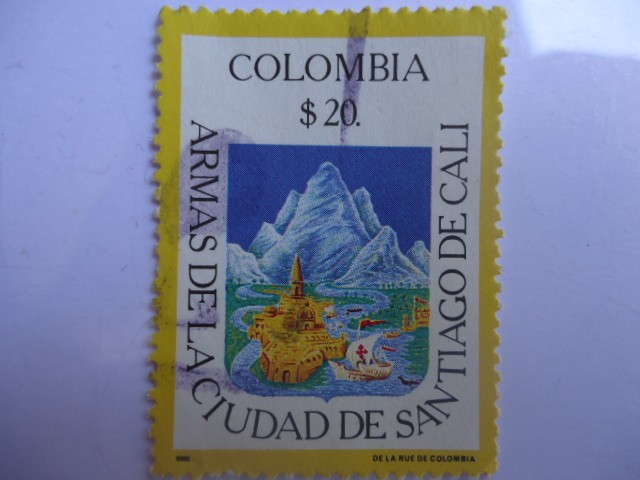 COLOMBIA
$ 20.
ARMAS DE LA CIUDAD DE SANTIAGO DE CALI
DE LA RUE DE COLOMBIA